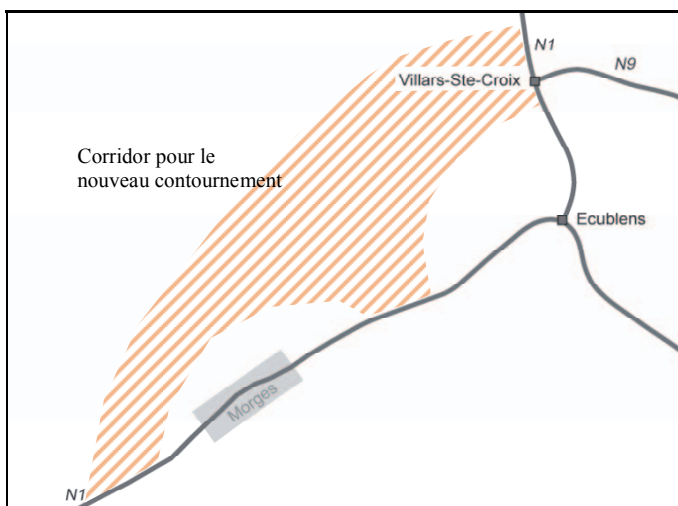 N1
N9
Villars-Ste-Croix
Corridor pour le
nouveau contournement
Ecublens
Morges
N1